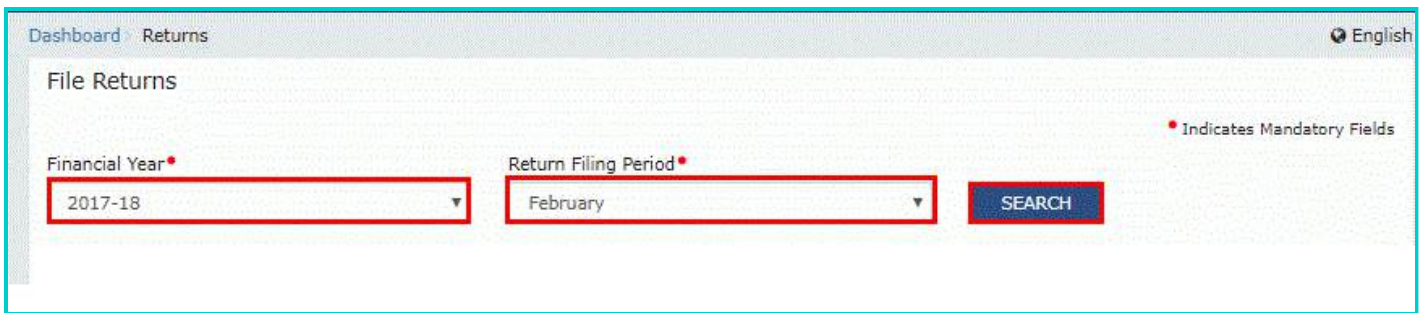 Dashboard › Returns
English
File Returns
• Indicates Mandatory Fields
Financial Year• Return Filing Period•
2017-18 February SEARCH